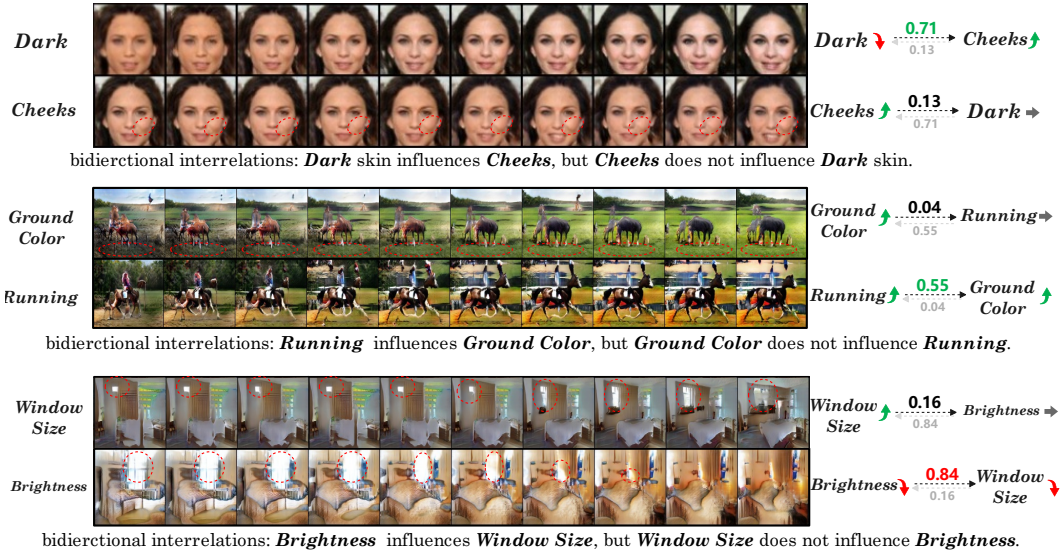 Dark
Dark 0.71 Cheeks
0.13
Cheeks
Cheeks 0.13 Dark
0.71
bidierctional interrelations: Dark skin influences Cheeks, but Cheeks does not influence Dark skin.
Ground
Color
Ground 0.04 Running
Color 0.55
Running
Running 0.55 Ground
0.04 Color
bidierctional interrelations: Running influences Ground Color, but Ground Color does not influence Running.
Window
Size
Window 0.16 Brightness
Size 0.84
Brightness
Brightness 0.84 Window
0.16 Size
bidierctional interrelations: Brightness influences Window Size, but Window Size does not influence Brightness.